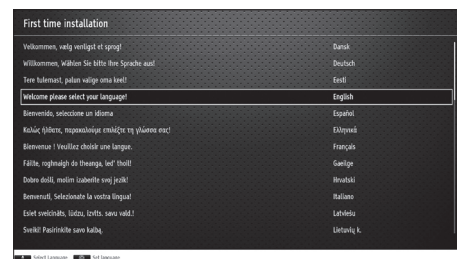 First time installation
Velkommen, vælg venligst et sprog! Dansk
Willkommen, Wählen Sie bitte Ihre Sprache aus! Deutsch
Tere tulemast, palun valige oma keel! Eesti
Welcome please select your language! English
Bienvenido, seleccione un idioma Español
Καλώς ήλθατε, παρακαλούμε επιλέξτε τη γλώσσα σας! Ελληνικά
Bienvenue ! Veuillez choisir une langue. Français
Fáilte, roghnaigh do theanga, led' thoil! Gaeilge
Dobro došli, molim izaberite svoj jezik! Hrvatski
Benvenuti, Selezionate la vostra lingua! Italiano
Esiet sveicināts, lūdzu, izvlts. savu vald.! Latviešu
Sveiki! Pasirinkite savo kalbą. Lietuvių k.
Select Language Set language